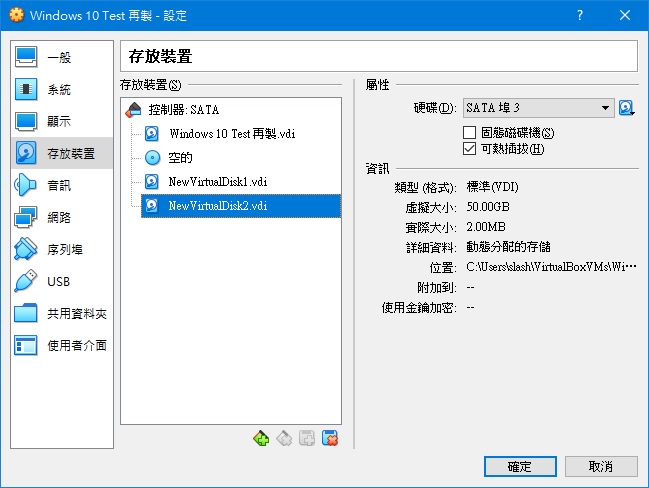 Windows 10 Test 再製 - 設定
一般
系統
顯示
存放裝置
音訊
網路
序列埠
USB
共用資料夾
使用者介面
存放裝置
存放裝置(S)
控制器: SATA
Windows 10 Test 再製.vdi
空的
NewVirtualDisk1.vdi
NewVirtualDisk2.vdi
屬性
硬碟(D): SATA 埠 3
固態磁碟機(S)
可熱插拔(H)
資訊
類型 (格式): 標準(VDI)
虛擬大小: 50.00GB
實際大小: 2.00MB
詳細資料: 動態分配的存儲
位置: C:\Users\slash\VirtualBoxVMs\Wi⋯
附加到: --
使用金鑰加密: --
確定
取消